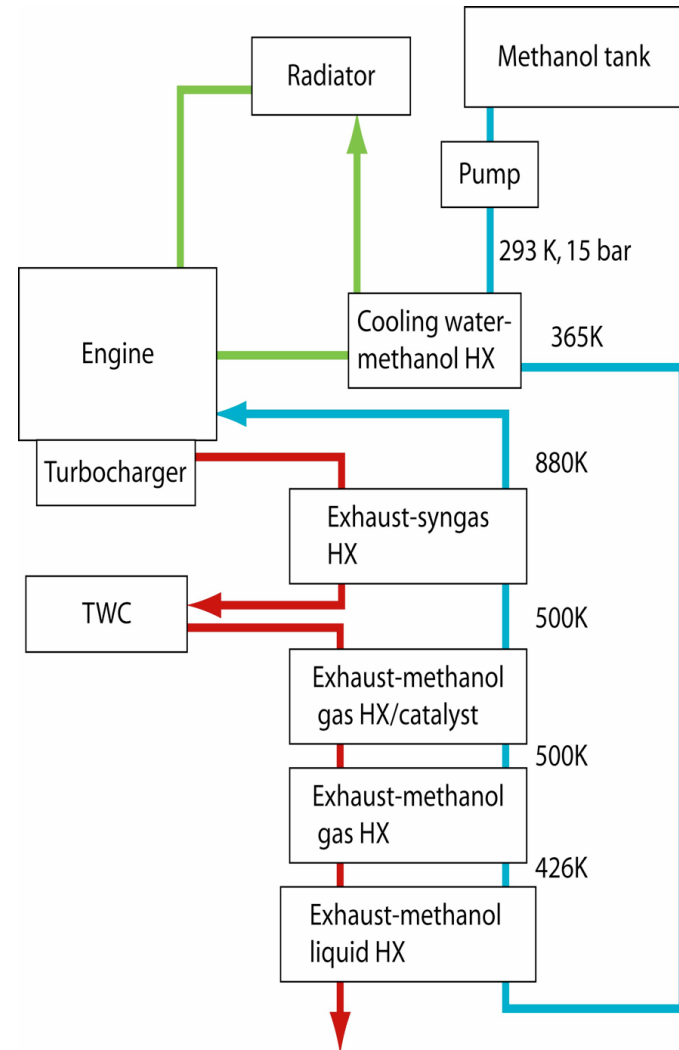 Radiator
Methanol tank
Pump
293 K, 15 bar
Engine
Cooling water-
methanol HX
365K
Turbocharger
880K
Exhaust-syngas
HX
TWC
500K
Exhaust-methanol
gas HX/catalyst
500K
Exhaust-methanol
gas HX
426K
Exhaust-methanol
liquid HX